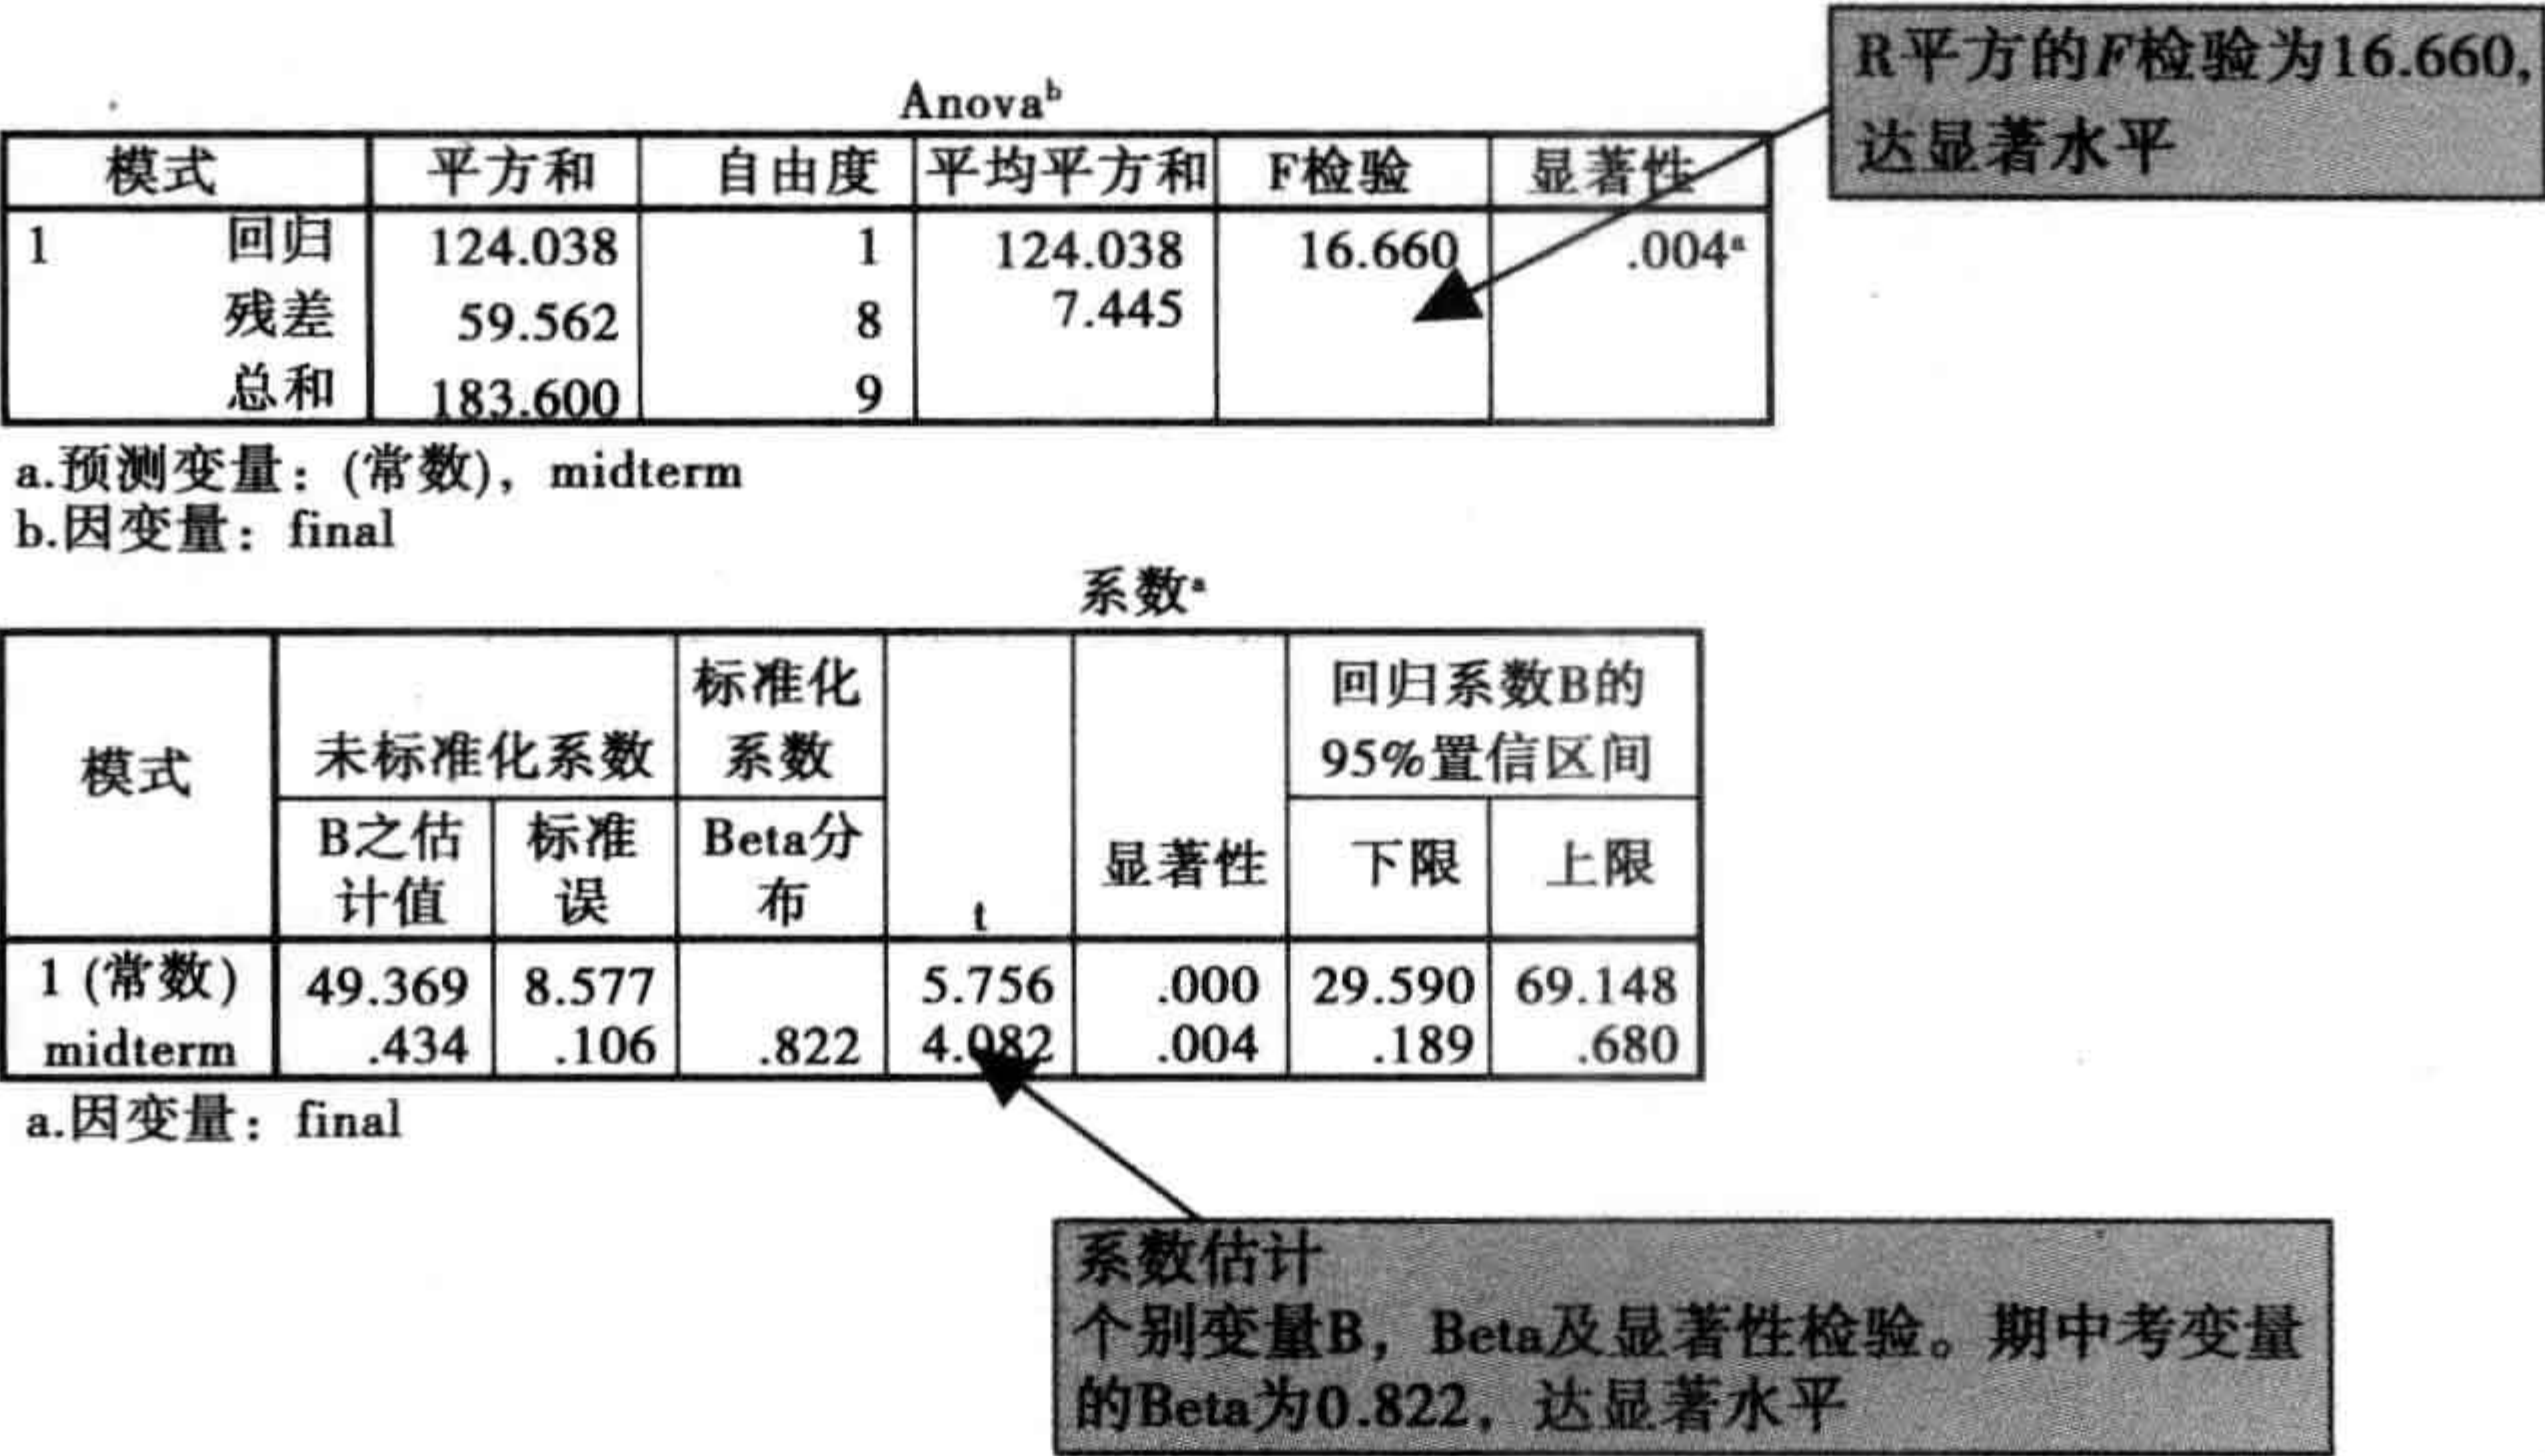 R平方的F检验为16.660,
达显著水平
Anovaᵇ
模式 平方和 自由度 平均平方和 F检验 显著性
1 回归 124.038 1 124.038 16.660 .004ᵃ
残差 59.562 8 7.445
总和 183.600 9
a.预测变量：(常数)，midterm
b.因变量：final
系数ᵃ
模式 未标准化系数 标准化系数 t 显著性 回归系数B的95%置信区间
B之估计值 标准误 Beta分布 下限 上限
1 (常数) 49.369 8.577 5.756 .000 29.590 69.148
midterm .434 .106 .822 4.082 .004 .189 .680
a.因变量：final
系数估计
个别变量B，Beta及显著性检验。期中考变量
的Beta为0.822，达显著水平